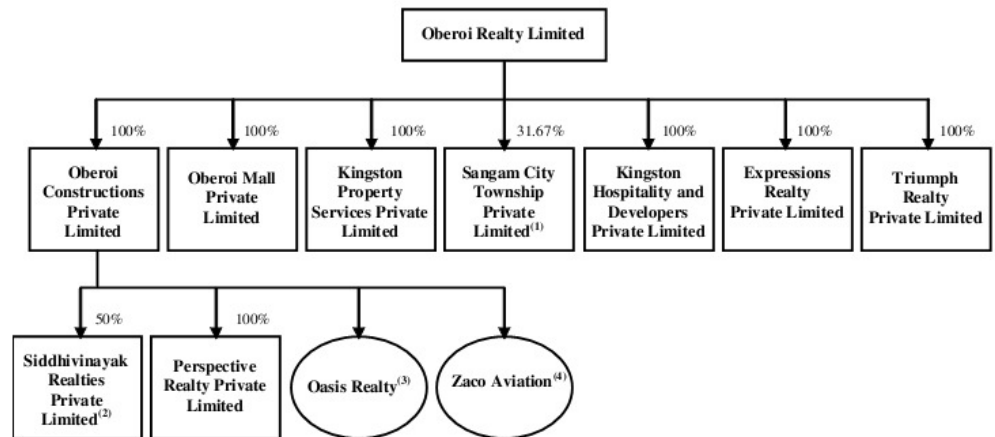 Oberoi Realty Limited
100%
100%
100%
31.67%
100%
100%
100%
Oberoi
Constructions
Private
Limited
Oberoi Mall
Private
Limited
Kingston
Property
Services Private
Limited
Sangam City
Township
Private
Limited(1)
Kingston
Hospitality and
Developers
Private Limited
Expressions
Realty
Private Limited
Triumph
Realty
Private Limited
50%
100%
Siddhivinayak
Realties
Private
Limited(2)
Perspective
Realty Private
Limited
Oasis Realty(3)
Zaco Aviation(4)